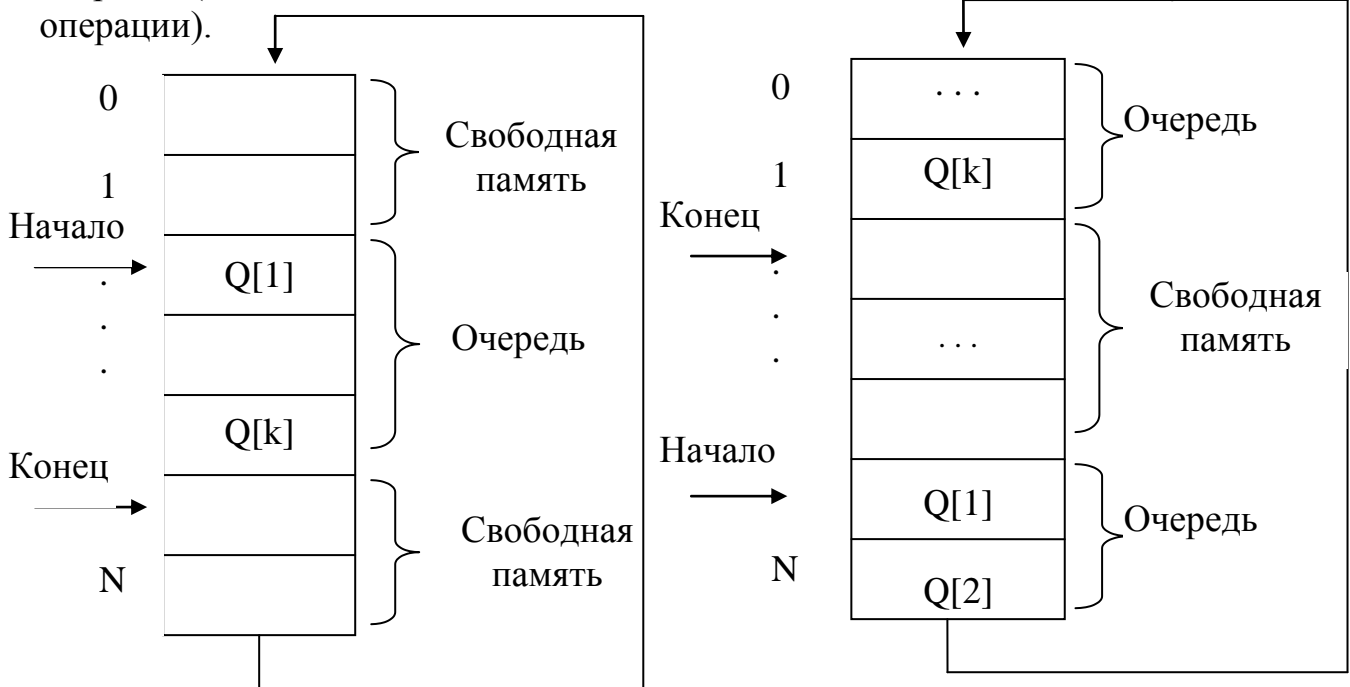 операции).
0
Свободная
память
1
Начало
Q[1]
.
.
.
Очередь
Q[k]
Конец
Свободная
память
N
0
. . .
Очередь
1
Q[k]
Конец
.
.
.
Свободная
память
. . .
Начало
Q[1]
Очередь
N
Q[2]